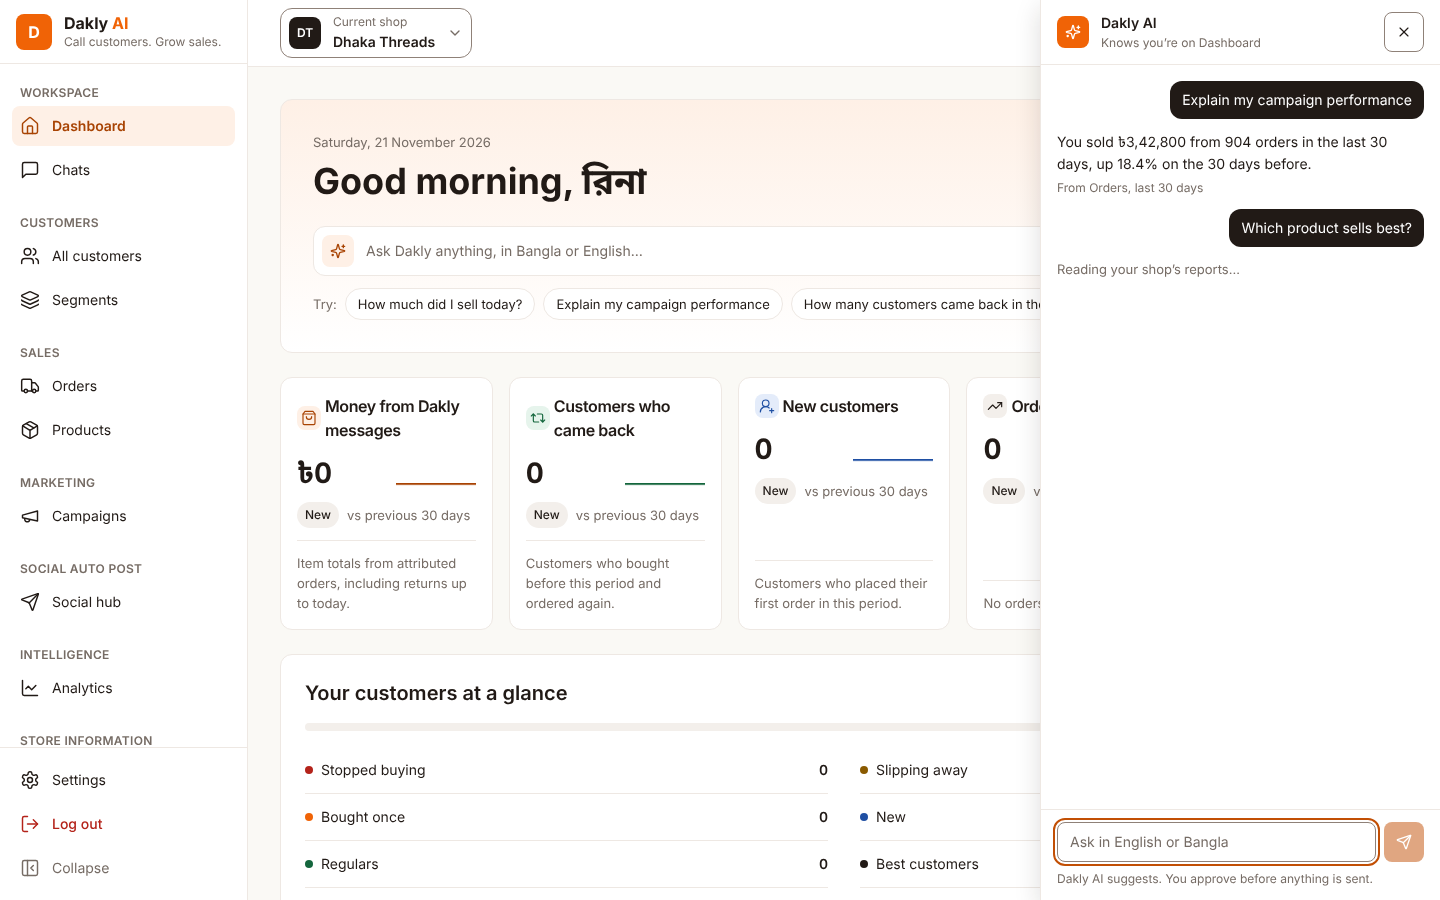 D
Dakly AI
Call customers. Grow sales.
WORKSPACE
Dashboard
Chats
CUSTOMERS
All customers
Segments
SALES
Orders
Products
MARKETING
Campaigns
SOCIAL AUTO POST
Social hub
INTELLIGENCE
Analytics
STORE INFORMATION
Settings
Log out
Collapse
DT
Current shop
Dhaka Threads
Saturday, 21 November 2026
Good morning, রিনা
Ask Dakly anything, in Bangla or English...
Try:
How much did I sell today?
Explain my campaign performance
How many customers came back in the
Money from Dakly
messages
৳0
New
vs previous 30 days
Item totals from attributed
orders, including returns up
to today.
Customers who
came back
0
New
vs previous 30 days
Customers who bought
before this period and
ordered again.
New customers
0
New
vs previous 30 days
Customers who placed their
first order in this period.
0
New
No orders
Your customers at a glance
Stopped buying
0
Slipping away
Bought once
0
New
Regulars
0
Best customers
Dakly AI
Knows you're on Dashboard
Explain my campaign performance
You sold ৳3,42,800 from 904 orders in the last 30
days, up 18.4% on the 30 days before.
From Orders, last 30 days
Which product sells best?
Reading your shop's reports...
Ask in English or Bangla
Dakly AI suggests. You approve before anything is sent.